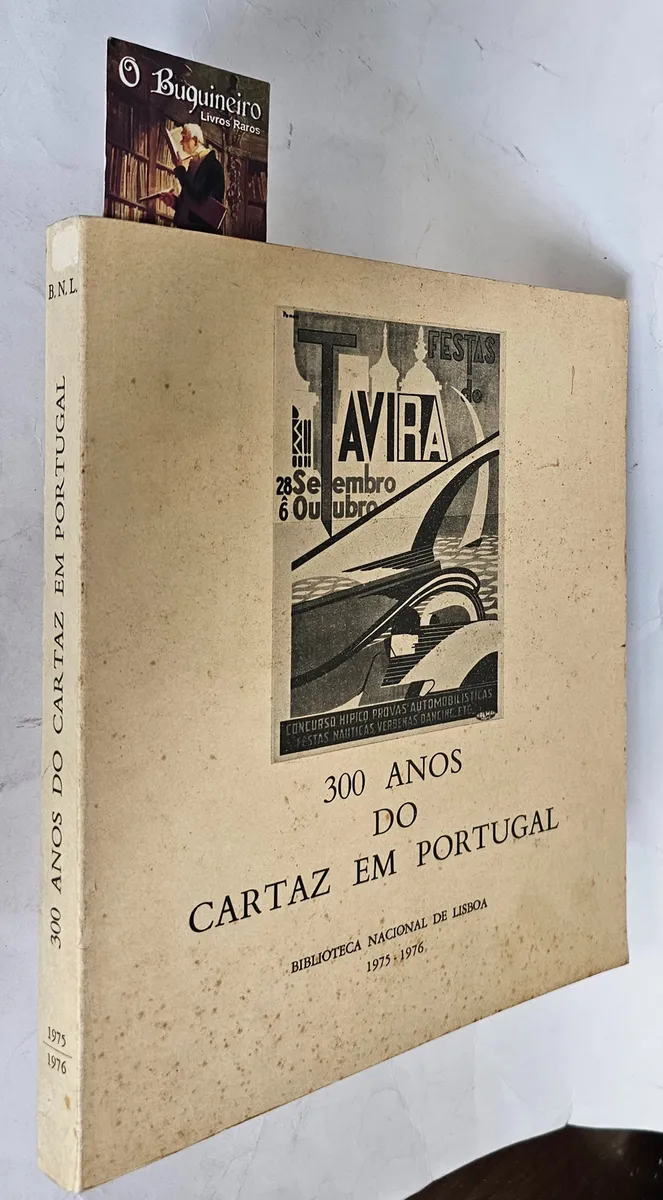 O Buquineiro
Livros Raros
B.N.L.
300 ANOS DO CARTAZ EM PORTUGAL
1975
1976
FESTAS
de
TAVIRA
28 Setembro
6 Outubro
CONCURSO HIPICO PROVAS AUTOMOBILISTICAS
FESTAS NAUTICAS, VERBENAS DANCING, ETC.
300 ANOS
DO
CARTAZ EM PORTUGAL
BIBLIOTECA NACIONAL DE LISBOA
1975 - 1976